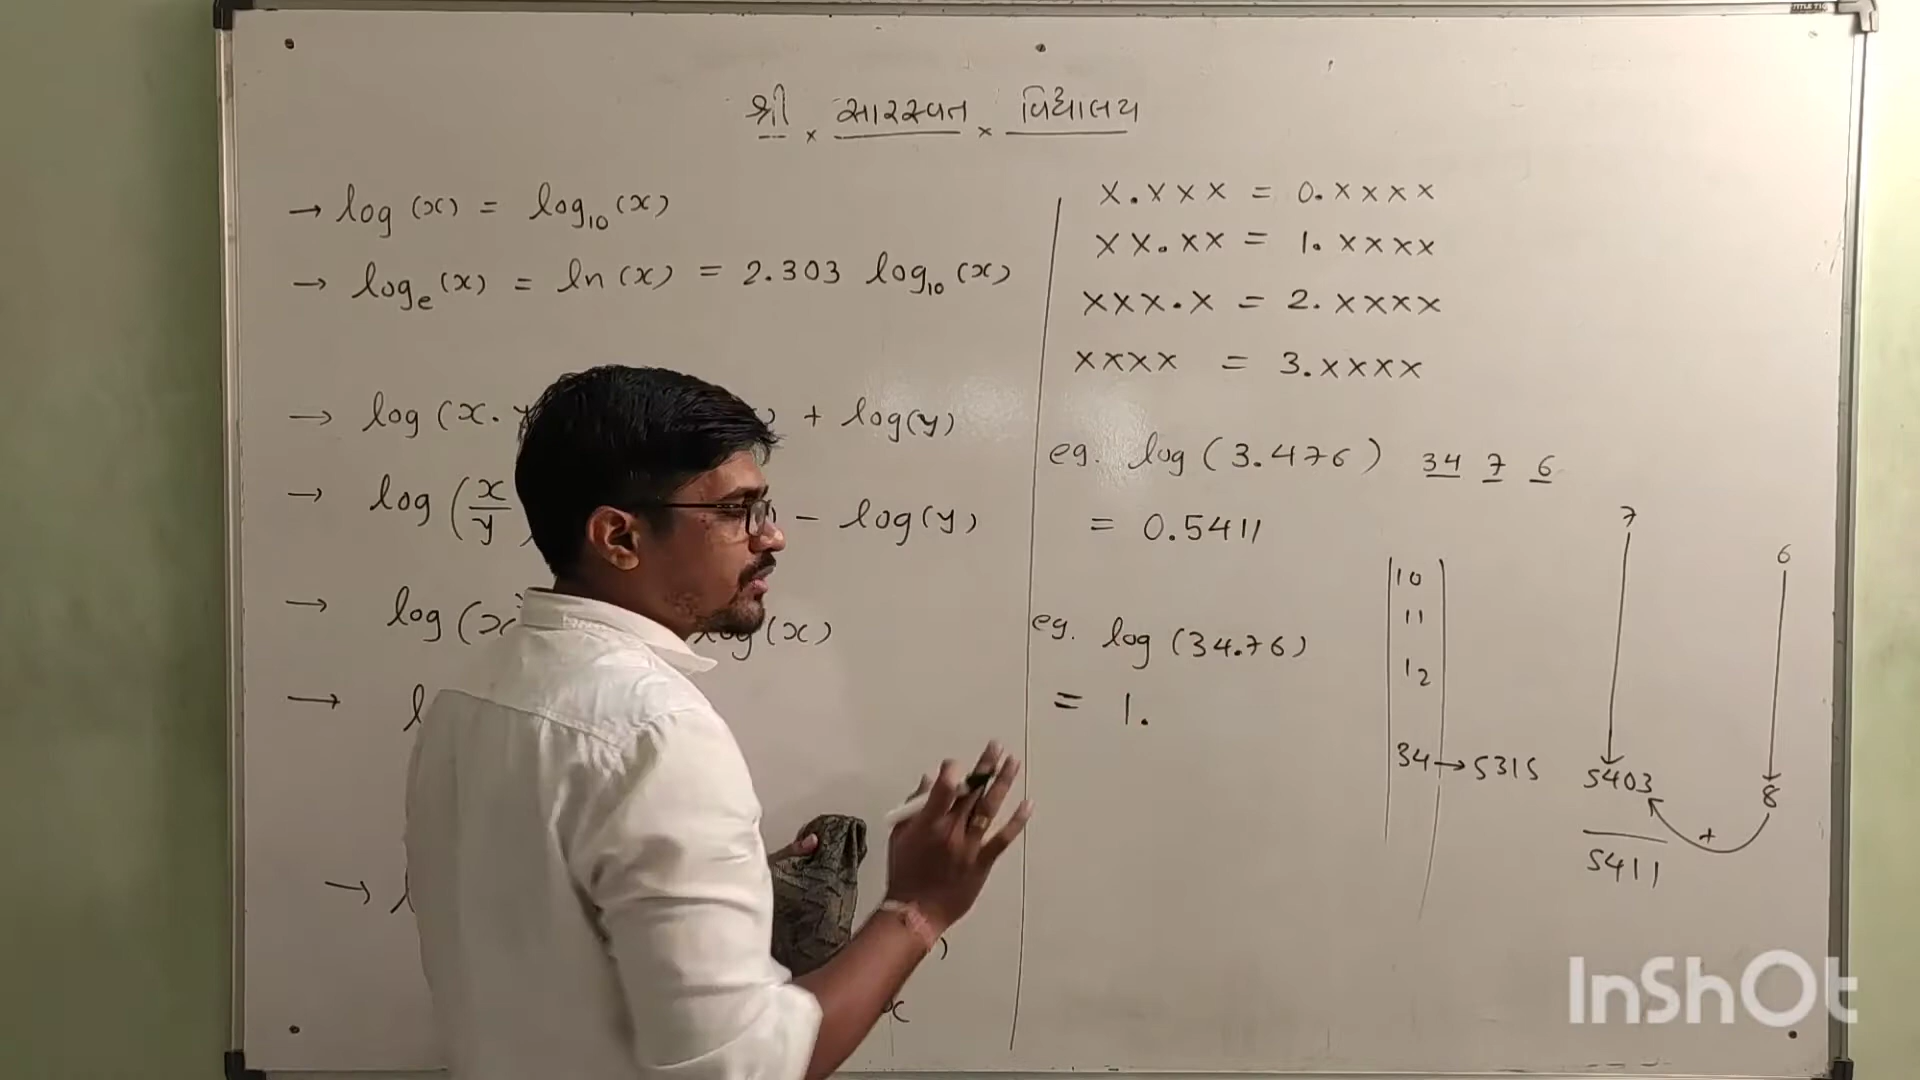 શ્રી × સારસ્વત × વિદ્યાલય
→ log (x) = log₁₀ (x)
→ logₑ (x) = ln (x) = 2.303 log₁₀ (x)
→ log (x. + log(y)
→ log (x/y - log(y)
→ log (x log (x)
→ l
→ l
)
x
x.xxx = 0.xxxx
xx.xx = 1.xxxx
xxx.x = 2.xxxx
xxxx = 3.xxxx
eg. log (3.476) 34 7 6
= 0.5411
eg. log (34.76)
= 1.
7
6
10
11
12
34 → 5315 5403 8
+
5411
InShOt